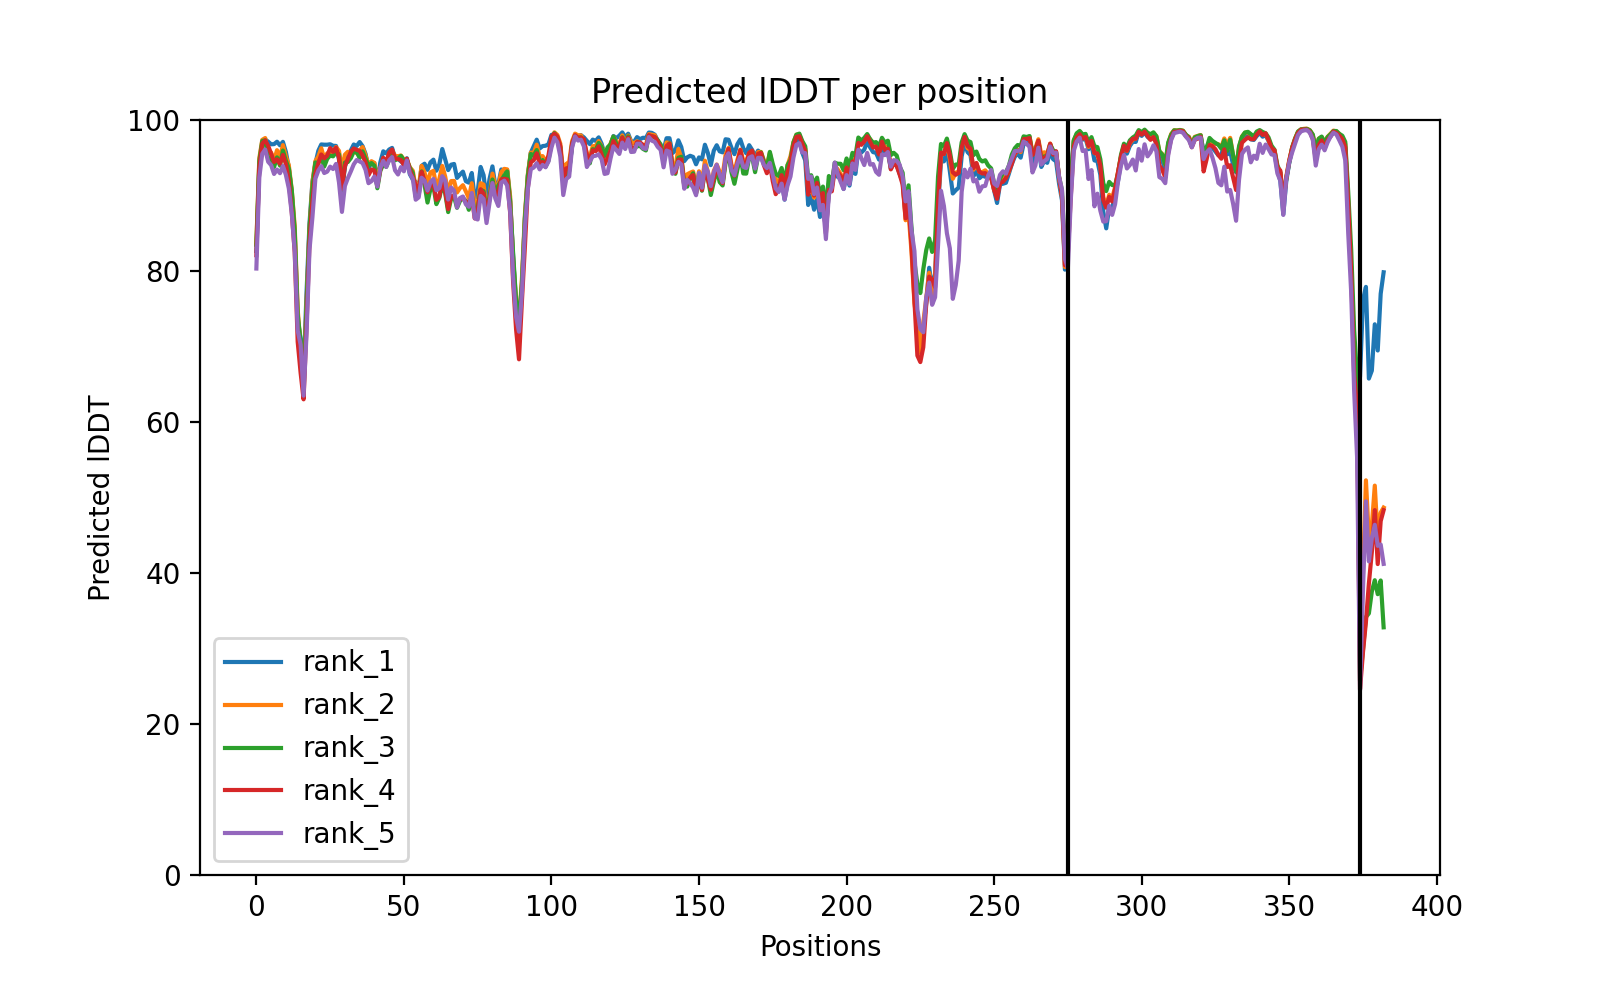 Predicted lDDT per position
100
80
60
40
20
0
Predicted lDDT
rank_1
rank_2
rank_3
rank_4
rank_5
0 50 100 150 200 250 300 350 400
Positions